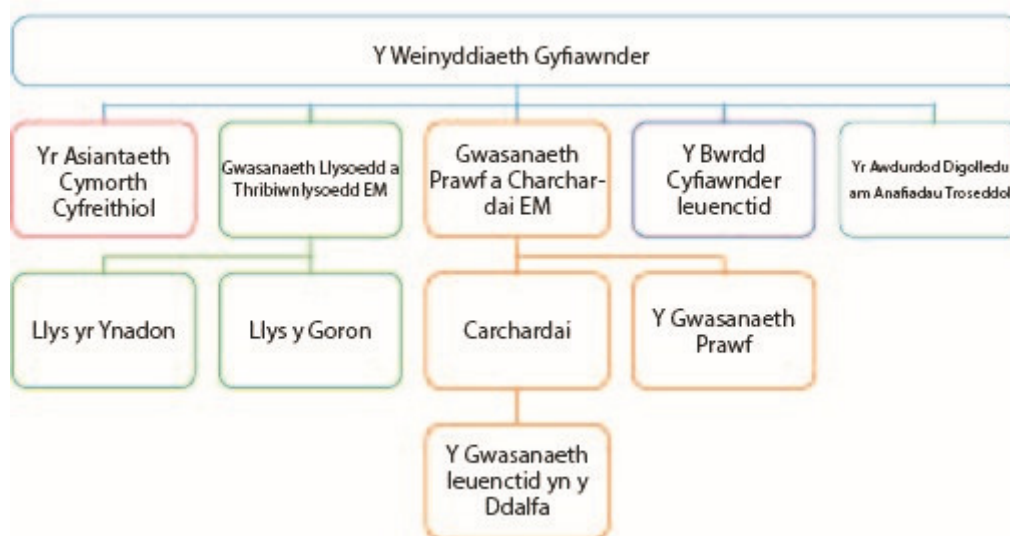 Y Weinyddiaeth Gyfiawnder
Yr Asiantaeth
Cymorth
Cyfreithiol
Gwasanaeth Llysoedd a
Thribiwnlysoedd EM
Gwasanaeth
Prawf a Charchar-
dai EM
Y Bwrdd
Cyfiawnder
Ieuenctid
Yr Awdurdod Digolledu
am Anafiadau Troseddol
Llys yr Ynadon
Llys y Goron
Carchardai
Y Gwasanaeth
Prawf
Y Gwasanaeth
Ieuenctid yn y
Ddalfa